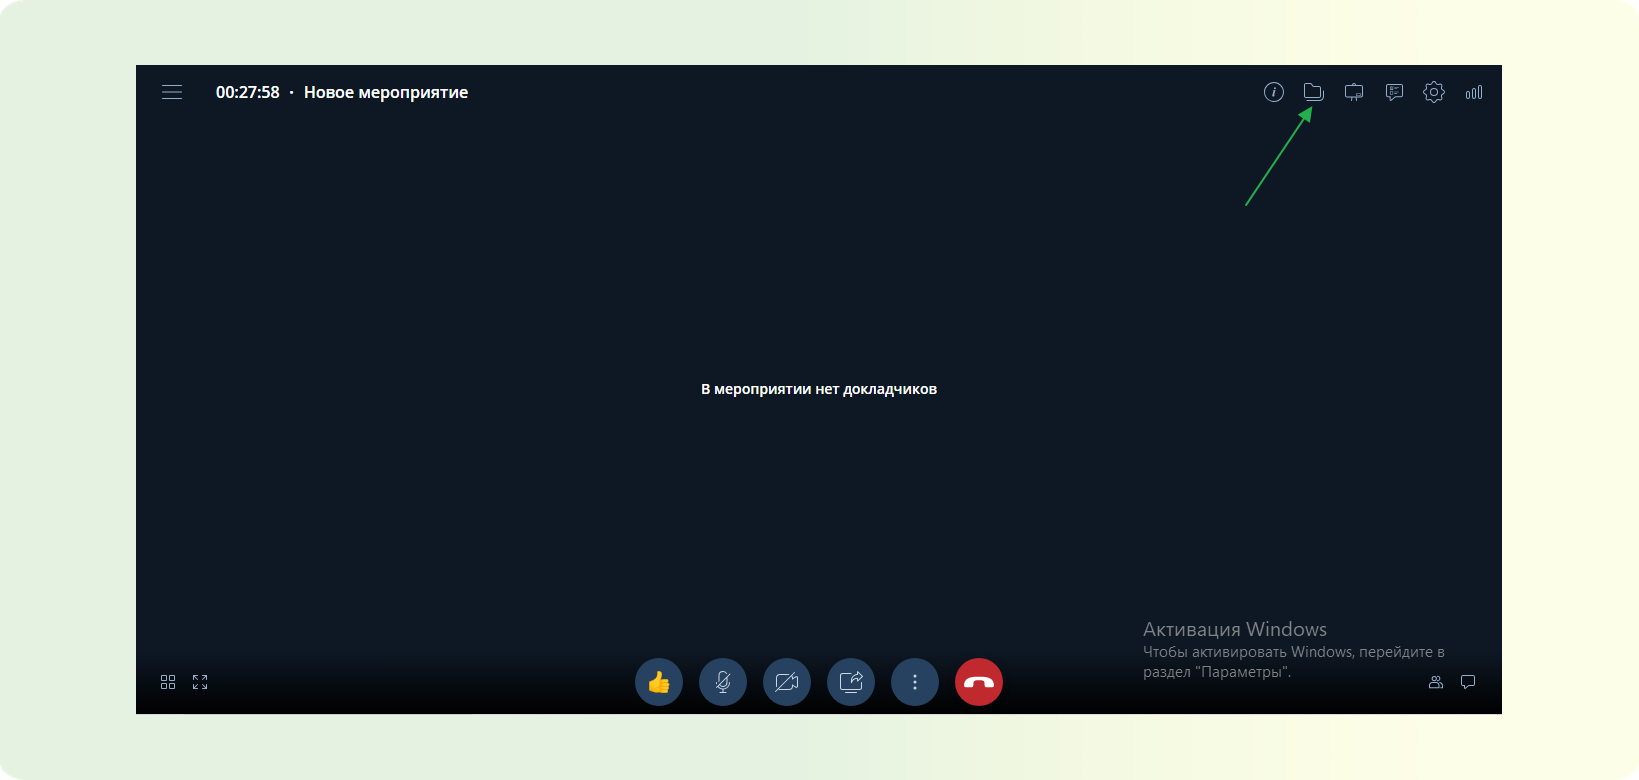 00:27:58 · Новое мероприятие
В мероприятии нет докладчиков
Активация Windows
Чтобы активировать Windows, перейдите в
раздел "Параметры".